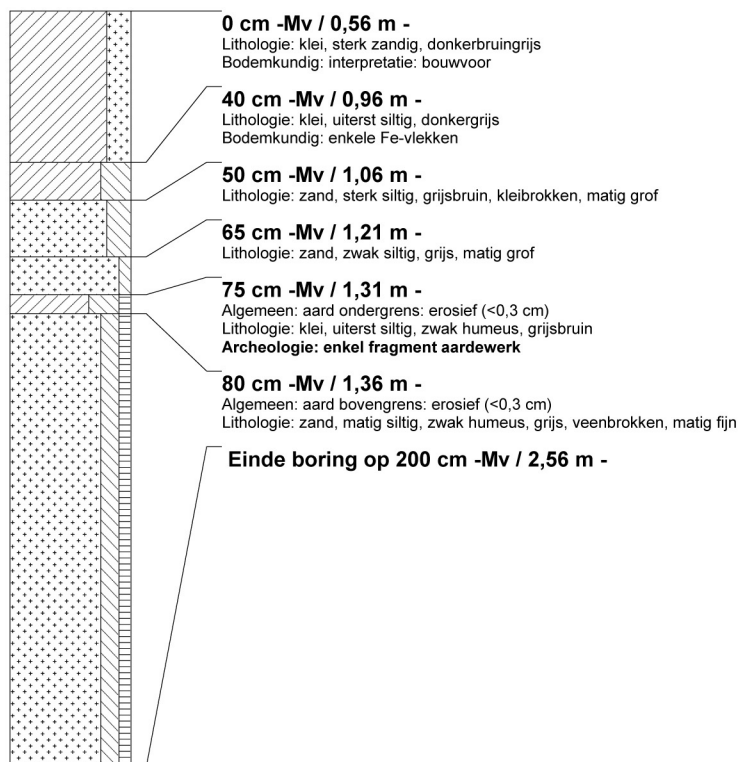 0 cm -Mv / 0,56 m -
Lithologie: klei, sterk zandig, donkerbruingrijs
Bodemkundig: interpretatie: bouwvoor
40 cm -Mv / 0,96 m -
Lithologie: klei, uiterst siltig, donkergrijs
Bodemkundig: enkele Fe-vlekken
50 cm -Mv / 1,06 m -
Lithologie: zand, sterk siltig, grijsbruin, kleibrokken, matig grof
65 cm -Mv / 1,21 m -
Lithologie: zand, zwak siltig, grijs, matig grof
75 cm -Mv / 1,31 m -
Algemeen: aard ondergrens: erosief (<0,3 cm)
Lithologie: klei, uiterst siltig, zwak humeus, grijsbruin
Archeologie: enkel fragment aardewerk
80 cm -Mv / 1,36 m -
Algemeen: aard bovengrens: erosief (<0,3 cm)
Lithologie: zand, matig siltig, zwak humeus, grijs, veenbrokken, matig fijn
Einde boring op 200 cm -Mv / 2,56 m -